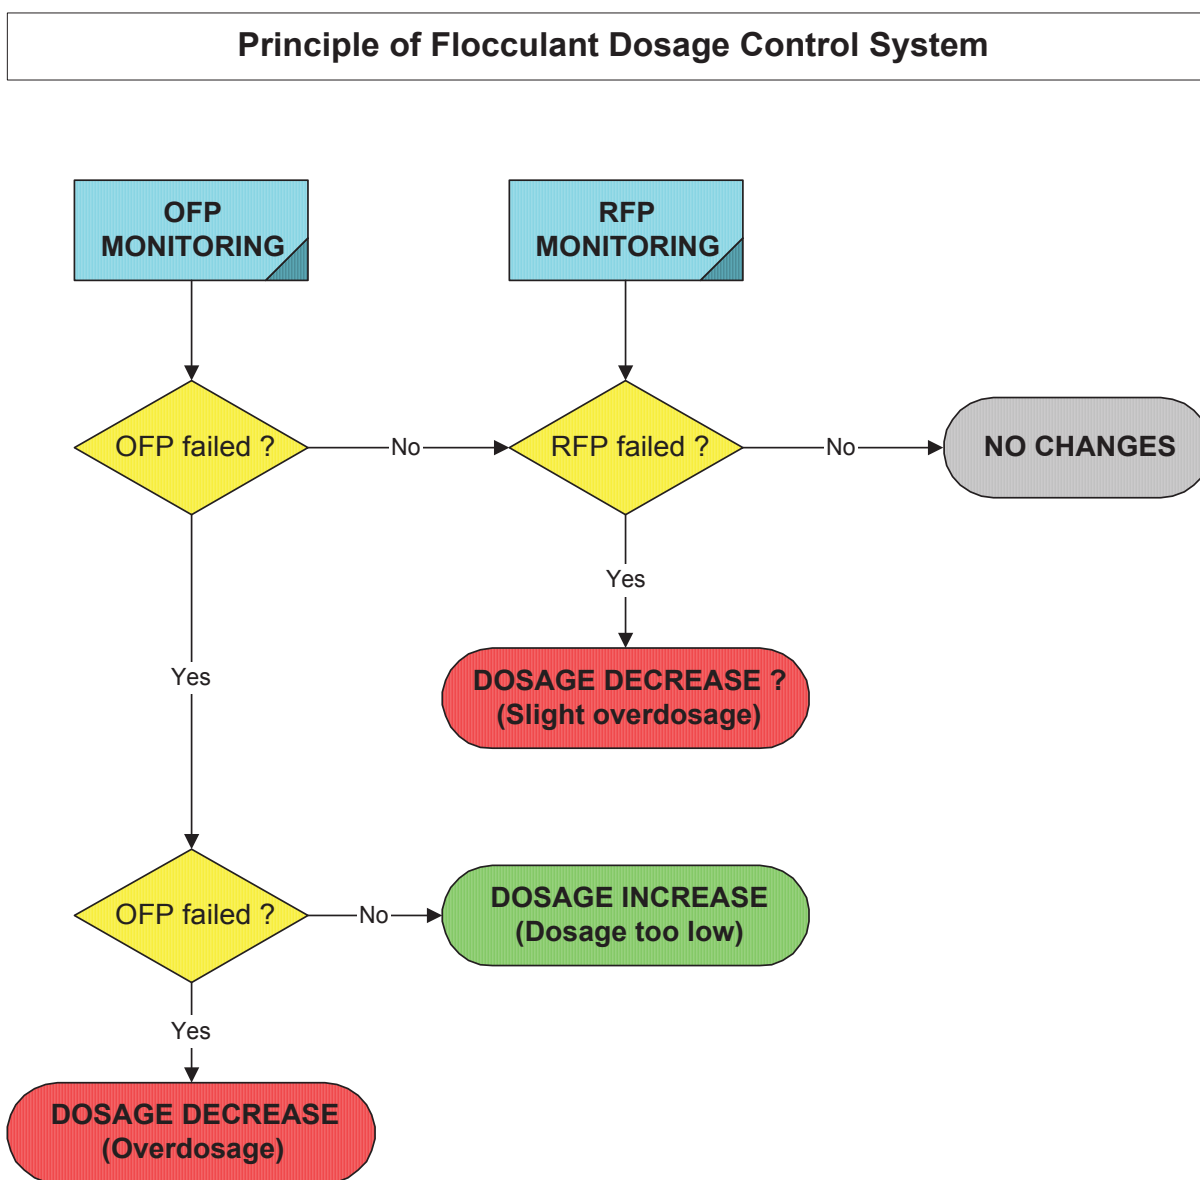 Principle of Flocculant Dosage Control System
OFP
MONITORING
RFP
MONITORING
OFP failed ?
No
RFP failed ?
No
NO CHANGES
Yes
DOSAGE DECREASE ?
(Slight overdosage)
Yes
OFP failed ?
No
DOSAGE INCREASE
(Dosage too low)
Yes
DOSAGE DECREASE
(Overdosage)